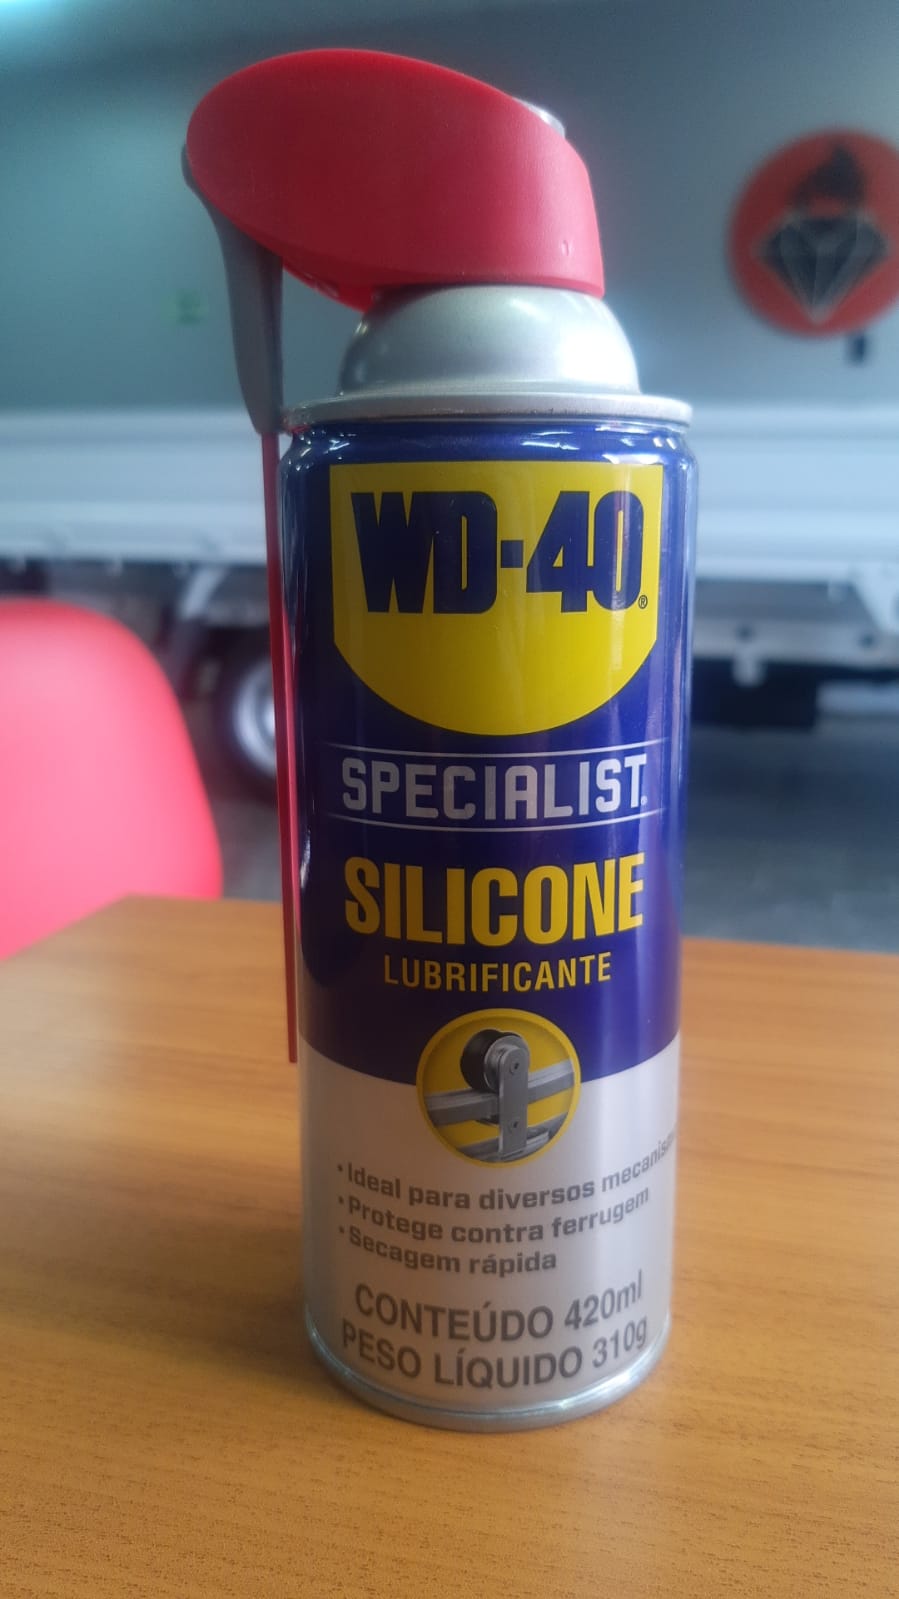 WD-40®
SPECIALIST.
SILICONE
LUBRIFICANTE
• Ideal para diversos
• Protege contra ferrugem
• Secagem rápida
CONTEÚDO 420ml
PESO LÍQUIDO 310g